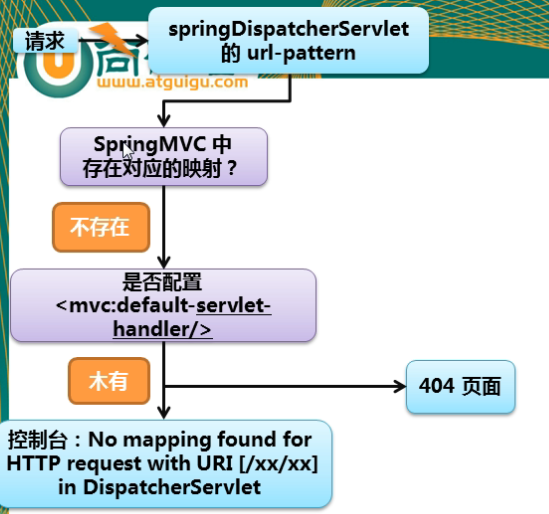 请求
springDispatcherServlet
的 url-pattern
www.atguigu.com
SpringMVC 中
存在对应的映射？
不存在
是否配置
<mvc:default-servlet-
handler/>
木有
404 页面
控制台：No mapping found for
HTTP request with URI [/xx/xx]
in DispatcherServlet